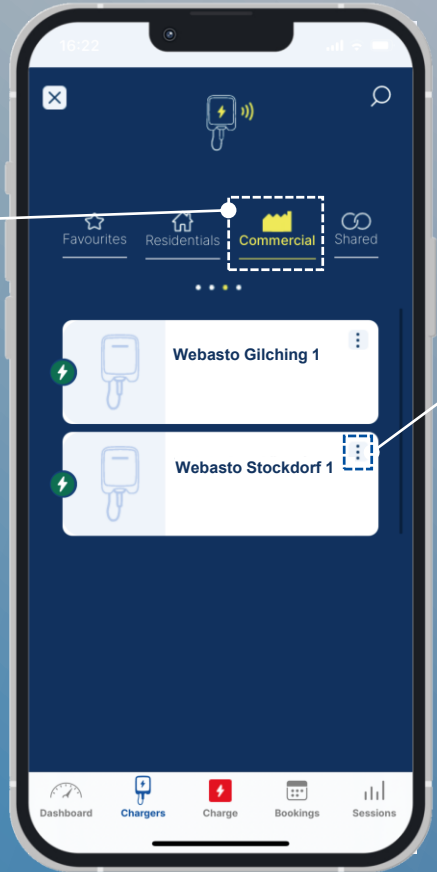 16:22
Favourites Residentials Commercial Shared
Webasto Gilching 1
Webasto Stockdorf 1
Dashboard Chargers Charge Bookings Sessions